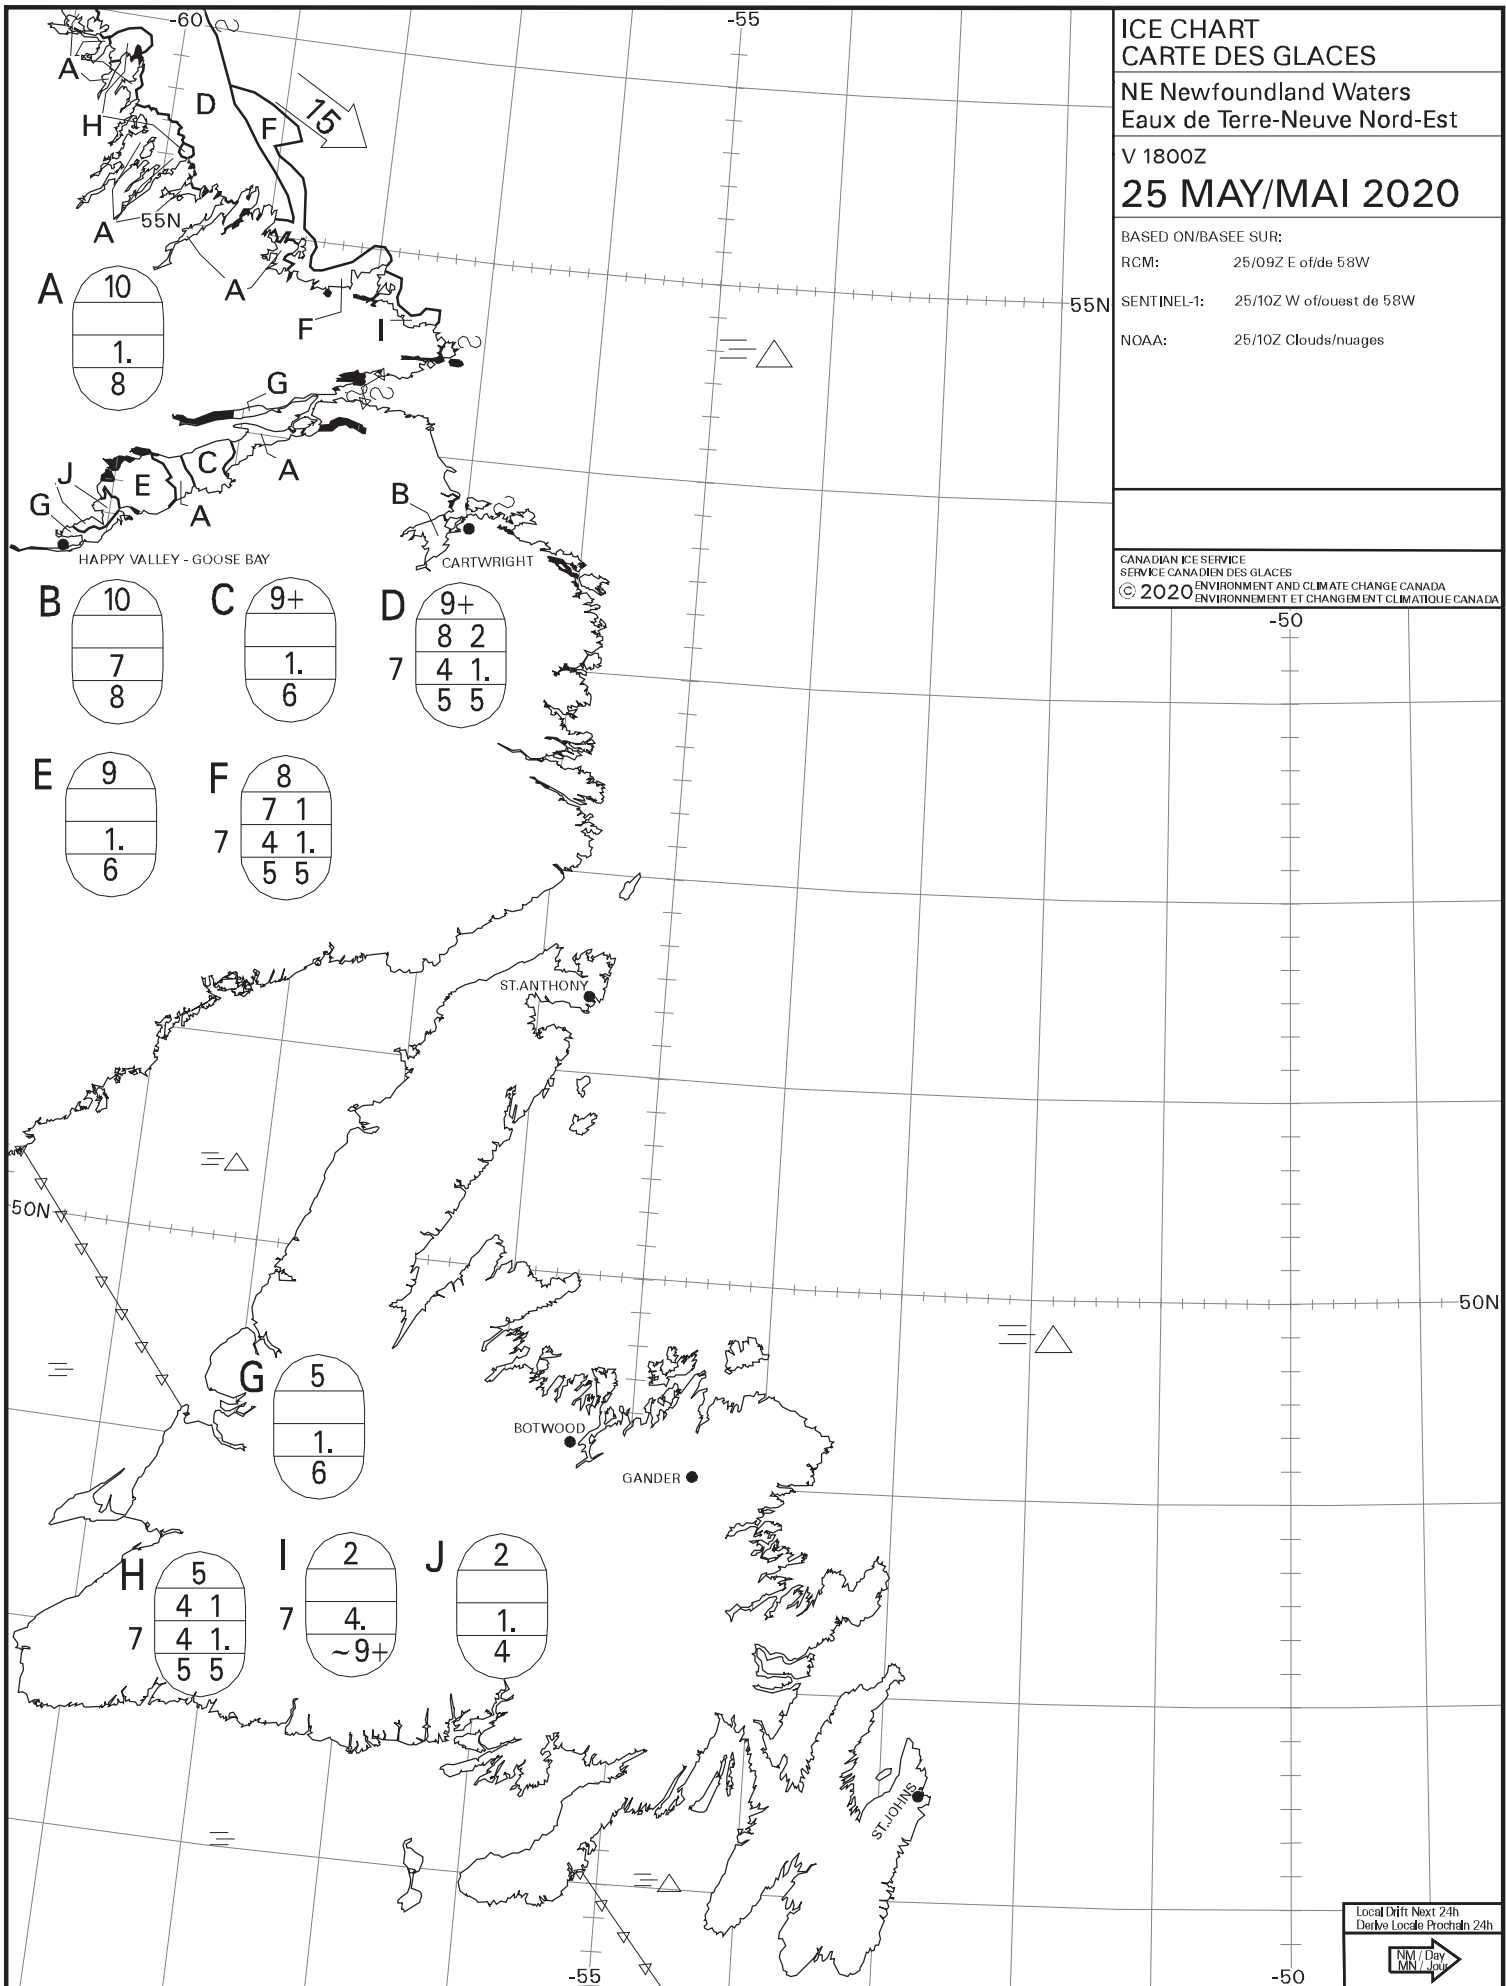 -60
-55
ICE CHART
CARTE DES GLACES
NE Newfoundland Waters
Eaux de Terre-Neuve Nord-Est
V 1800Z
25 MAY/MAI 2020
BASED ON/BASEE SUR:
RCM: 25/09Z E of/de 58W
SENTINEL-1: 25/10Z W of/ouest de 58W
NOAA: 25/10Z Clouds/nuages
CANADIAN ICE SERVICE
SERVICE CANADIEN DES GLACES
© 2020 ENVIRONMENT AND CLIMATE CHANGE CANADA
ENVIRONNEMENT ET CHANGEMENT CLIMATIQUE CANADA
A
D
F
15
H
A
55N
A
A
F
I
55N
A
10
1.
8
G
A
C
J
E
G
A
B
HAPPY VALLEY - GOOSE BAY
CARTWRIGHT
B
10
7
8
C
9+
1.
6
D
9+
8 2
7 4 1.
5 5
-50
E
9
1.
6
F
8
7 1
7 4 1.
5 5
ST.ANTHONY
50N
50N
G
5
1.
6
BOTWOOD
GANDER
H
5
4 1
7 4 1.
5 5
I
2
7 4.
~9+
J
2
1.
4
ST.JOHNS
Local Drift Next 24h
Derive Locale Prochain 24h
NM / Day
MN / Jour
-55
-50